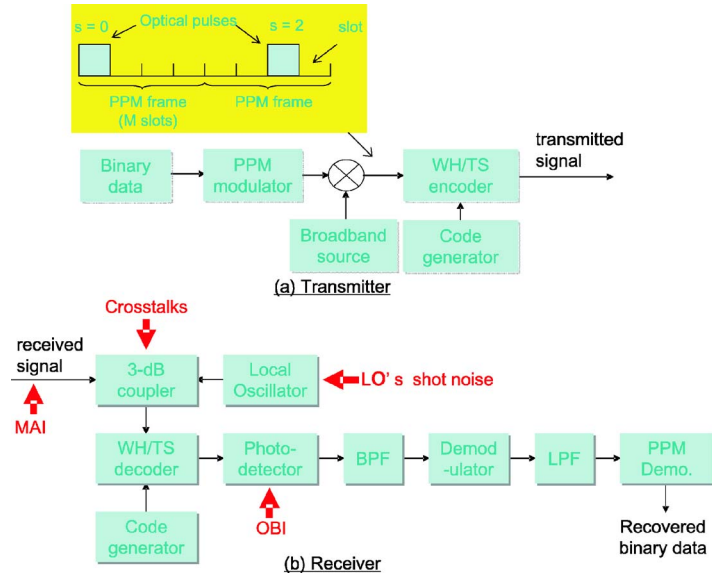 s = 0
Optical pulses
s = 2
slot
PPM frame
(M slots)
PPM frame
transmitted
signal
Binary
data
PPM
modulator
WH/TS
encoder
Broadband
source
Code
generator
(a) Transmitter
Crosstalks
received
signal
3-dB
coupler
Local
Oscillator
LO's shot noise
MAI
WH/TS
decoder
Photo-
detector
BPF
Demod
-ulator
LPF
PPM
Demo.
Code
generator
OBI
Recovered
binary data
(b) Receiver